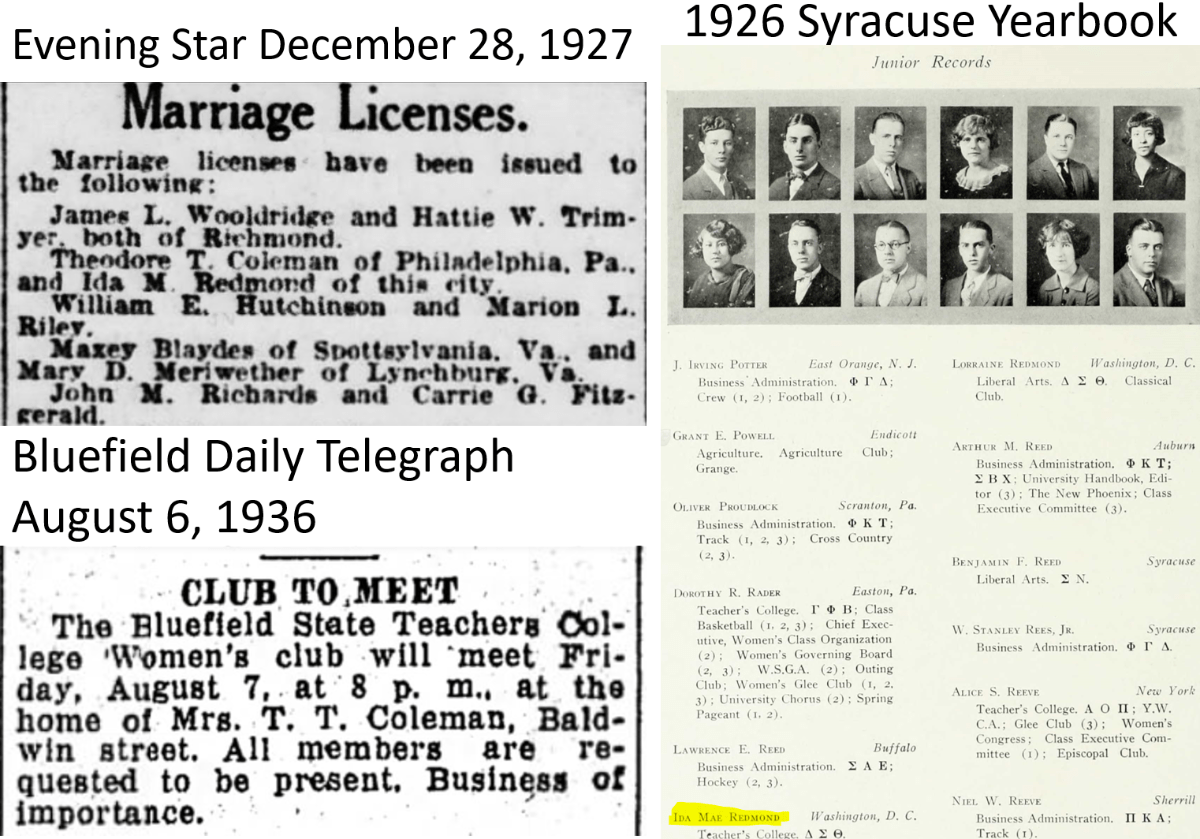 Evening Star December 28, 1927
Marriage Licenses.
Marriage licenses have been issued to
the following:
James L. Wooldridge and Hattie W. Trim-
yer, both of Richmond.
Theodore T. Coleman of Philadelphia, Pa.,
and Ida M. Redmond of this city.
William E. Hutchinson and Marion L.
Riley.
Maxey Blaydes of Spottsylvania, Va., and
Mary D. Meriwether of Lynchburg, Va.
John M. Richards and Carrie G. Fitz-
gerald.
Bluefield Daily Telegraph
August 6, 1936
CLUB TO MEET
The Bluefield State Teachers Col-
lege Women's club will meet Fri-
day, August 7, at 8 p. m., at the
home of Mrs. T. T. Coleman, Bald-
win street. All members are re-
quested to be present. Business of
importance.
1926 Syracuse Yearbook
Junior Records
J. Irving Potter East Orange, N. J.
Business Administration. Φ Γ Δ;
Crew (1, 2); Football (1).
Grant E. Powell Endicott
Agriculture. Agriculture Club;
Grange.
Oliver Proudlock Scranton, Pa.
Business Administration. Φ K T;
Track (1, 2, 3); Cross Country
(2, 3).
Dorothy R. Rader Easton, Pa.
Teacher's College. Γ Φ B; Class
Basketball (1, 2, 3); Chief Exec-
utive, Women's Class Organization
(2); Women's Governing Board
(2, 3); W.S.G.A. (2); Outing
Club; Women's Glee Club (1, 2,
3); University Chorus (2); Spring
Pageant (1, 2).
Lawrence E. Reed Buffalo
Business Administration. Σ A E;
Hockey (2, 3).
Ida Mae Redmond Washington, D. C.
Teacher's College. Δ Σ Θ.
Lorraine Redmond Washington, D. C.
Liberal Arts. Δ Σ Θ. Classical
Club.
Arthur M. Reed Auburn
Business Administration. Φ K T;
Σ B X; University Handbook, Edi-
tor (3); The New Phoenix; Class
Executive Committee (3).
Benjamin F. Reed Syracuse
Liberal Arts. Σ N.
W. Stanley Rees, Jr. Syracuse
Business Administration. Φ Γ Δ.
Alice S. Reeve New York
Teacher's College. A O Π; Y.W.
C.A.; Glee Club (3); Women's
Congress; Class Executive Com-
mittee (1); Episcopal Club.
Niel W. Reeve Sherrill
Business Administration. Π K A;
Track (1).